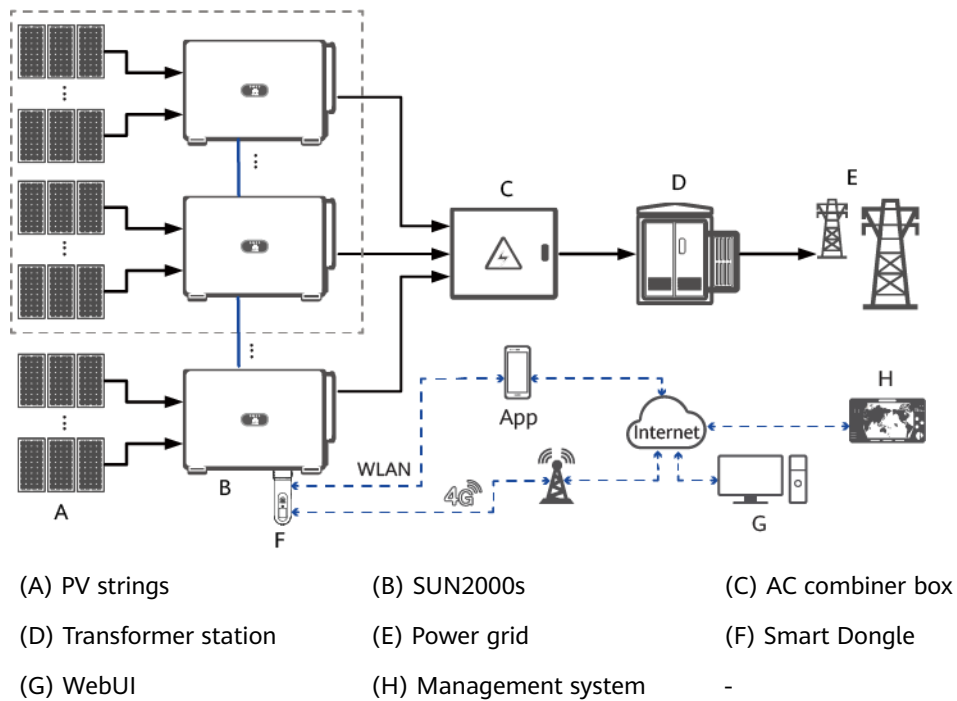 C
D
E
App
Internet
H
WLAN
4G
A
B
F
G
(A) PV strings (B) SUN2000s (C) AC combiner box
(D) Transformer station (E) Power grid (F) Smart Dongle
(G) WebUI (H) Management system -